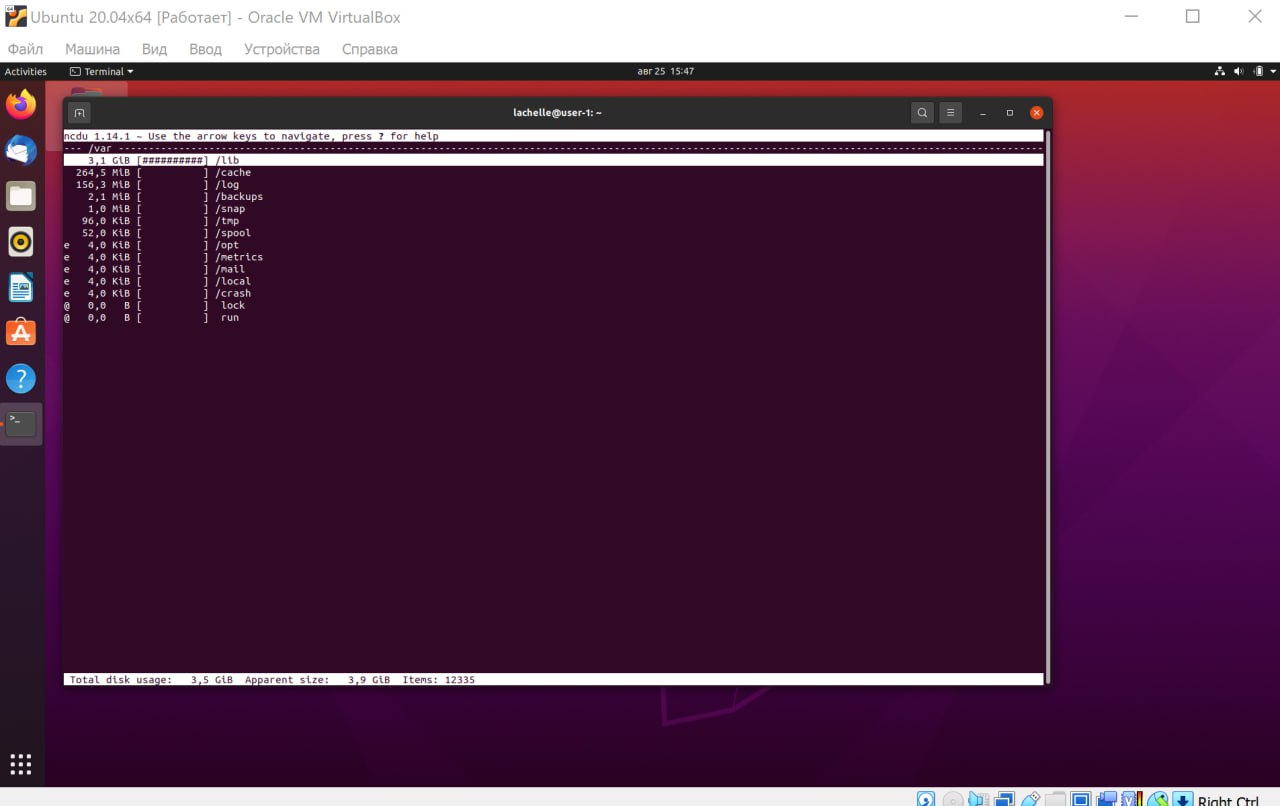 Ubuntu 20.04x64 [Работает] - Oracle VM VirtualBox
Файл Машина Вид Ввод Устройства Справка
Activities Terminal авг 25 15:47
lachelle@user-1: ~
ncdu 1.14.1 ~ Use the arrow keys to navigate, press ? for help
--- /var ---
3,1 GiB [##########] /lib
264,5 MiB [          ] /cache
156,3 MiB [          ] /log
2,1 MiB [          ] /backups
1,0 MiB [          ] /snap
96,0 KiB [          ] /tmp
52,0 KiB [          ] /spool
e 4,0 KiB [          ] /opt
e 4,0 KiB [          ] /metrics
e 4,0 KiB [          ] /mail
e 4,0 KiB [          ] /local
e 4,0 KiB [          ] /crash
@ 0,0 B [          ] lock
@ 0,0 B [          ] run
Total disk usage: 3,5 GiB Apparent size: 3,9 GiB Items: 12335
Right Ctrl